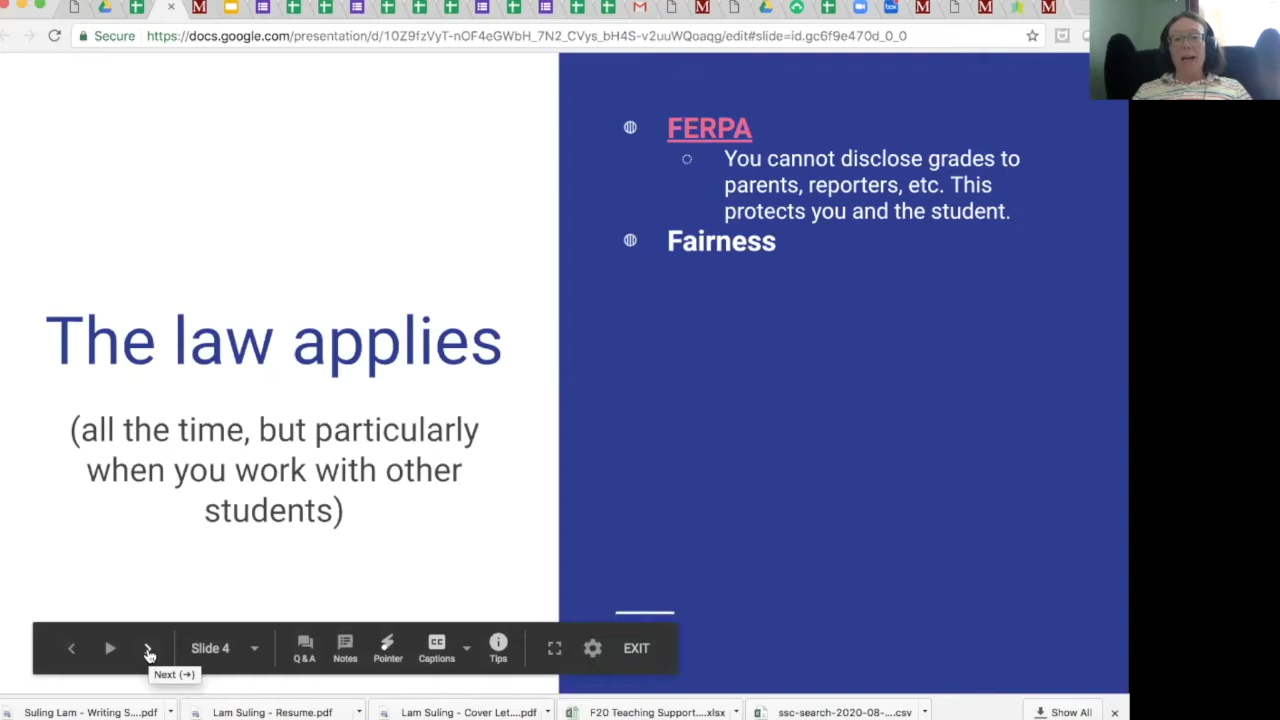 Secure
https://docs.google.com/presentation/d/10Z9fzVyT-nOF4eGWbH_7N2_CVys_bH4S-v2uuWQoaqg/edit#slide=id.gc6f9e470d_0_0
FERPA
You cannot disclose grades to
parents, reporters, etc. This
protects you and the student.
Fairness
The law applies
(all the time, but particularly
when you work with other
students)
Slide 4
Q&A
Notes
Pointer
CC
Captions
Tips
EXIT
Next (→)
Suling Lam - Writing S....pdf
Lam Suling - Resume.pdf
Lam Suling - Cover Let....pdf
F20 Teaching Support....xlsx
ssc-search-2020-08-....csv
Show All